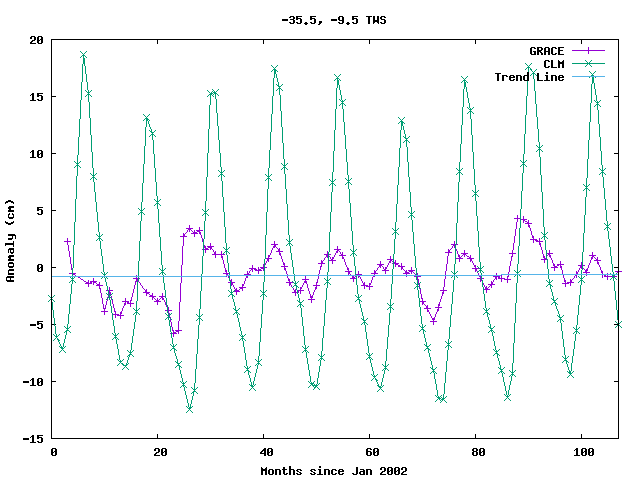 -35.5, -9.5 TWS
GRACE
CLM
Trend Line
20
15
10
5
0
-5
-10
-15
Anomaly (cm)
0 20 40 60 80 100
Months since Jan 2002